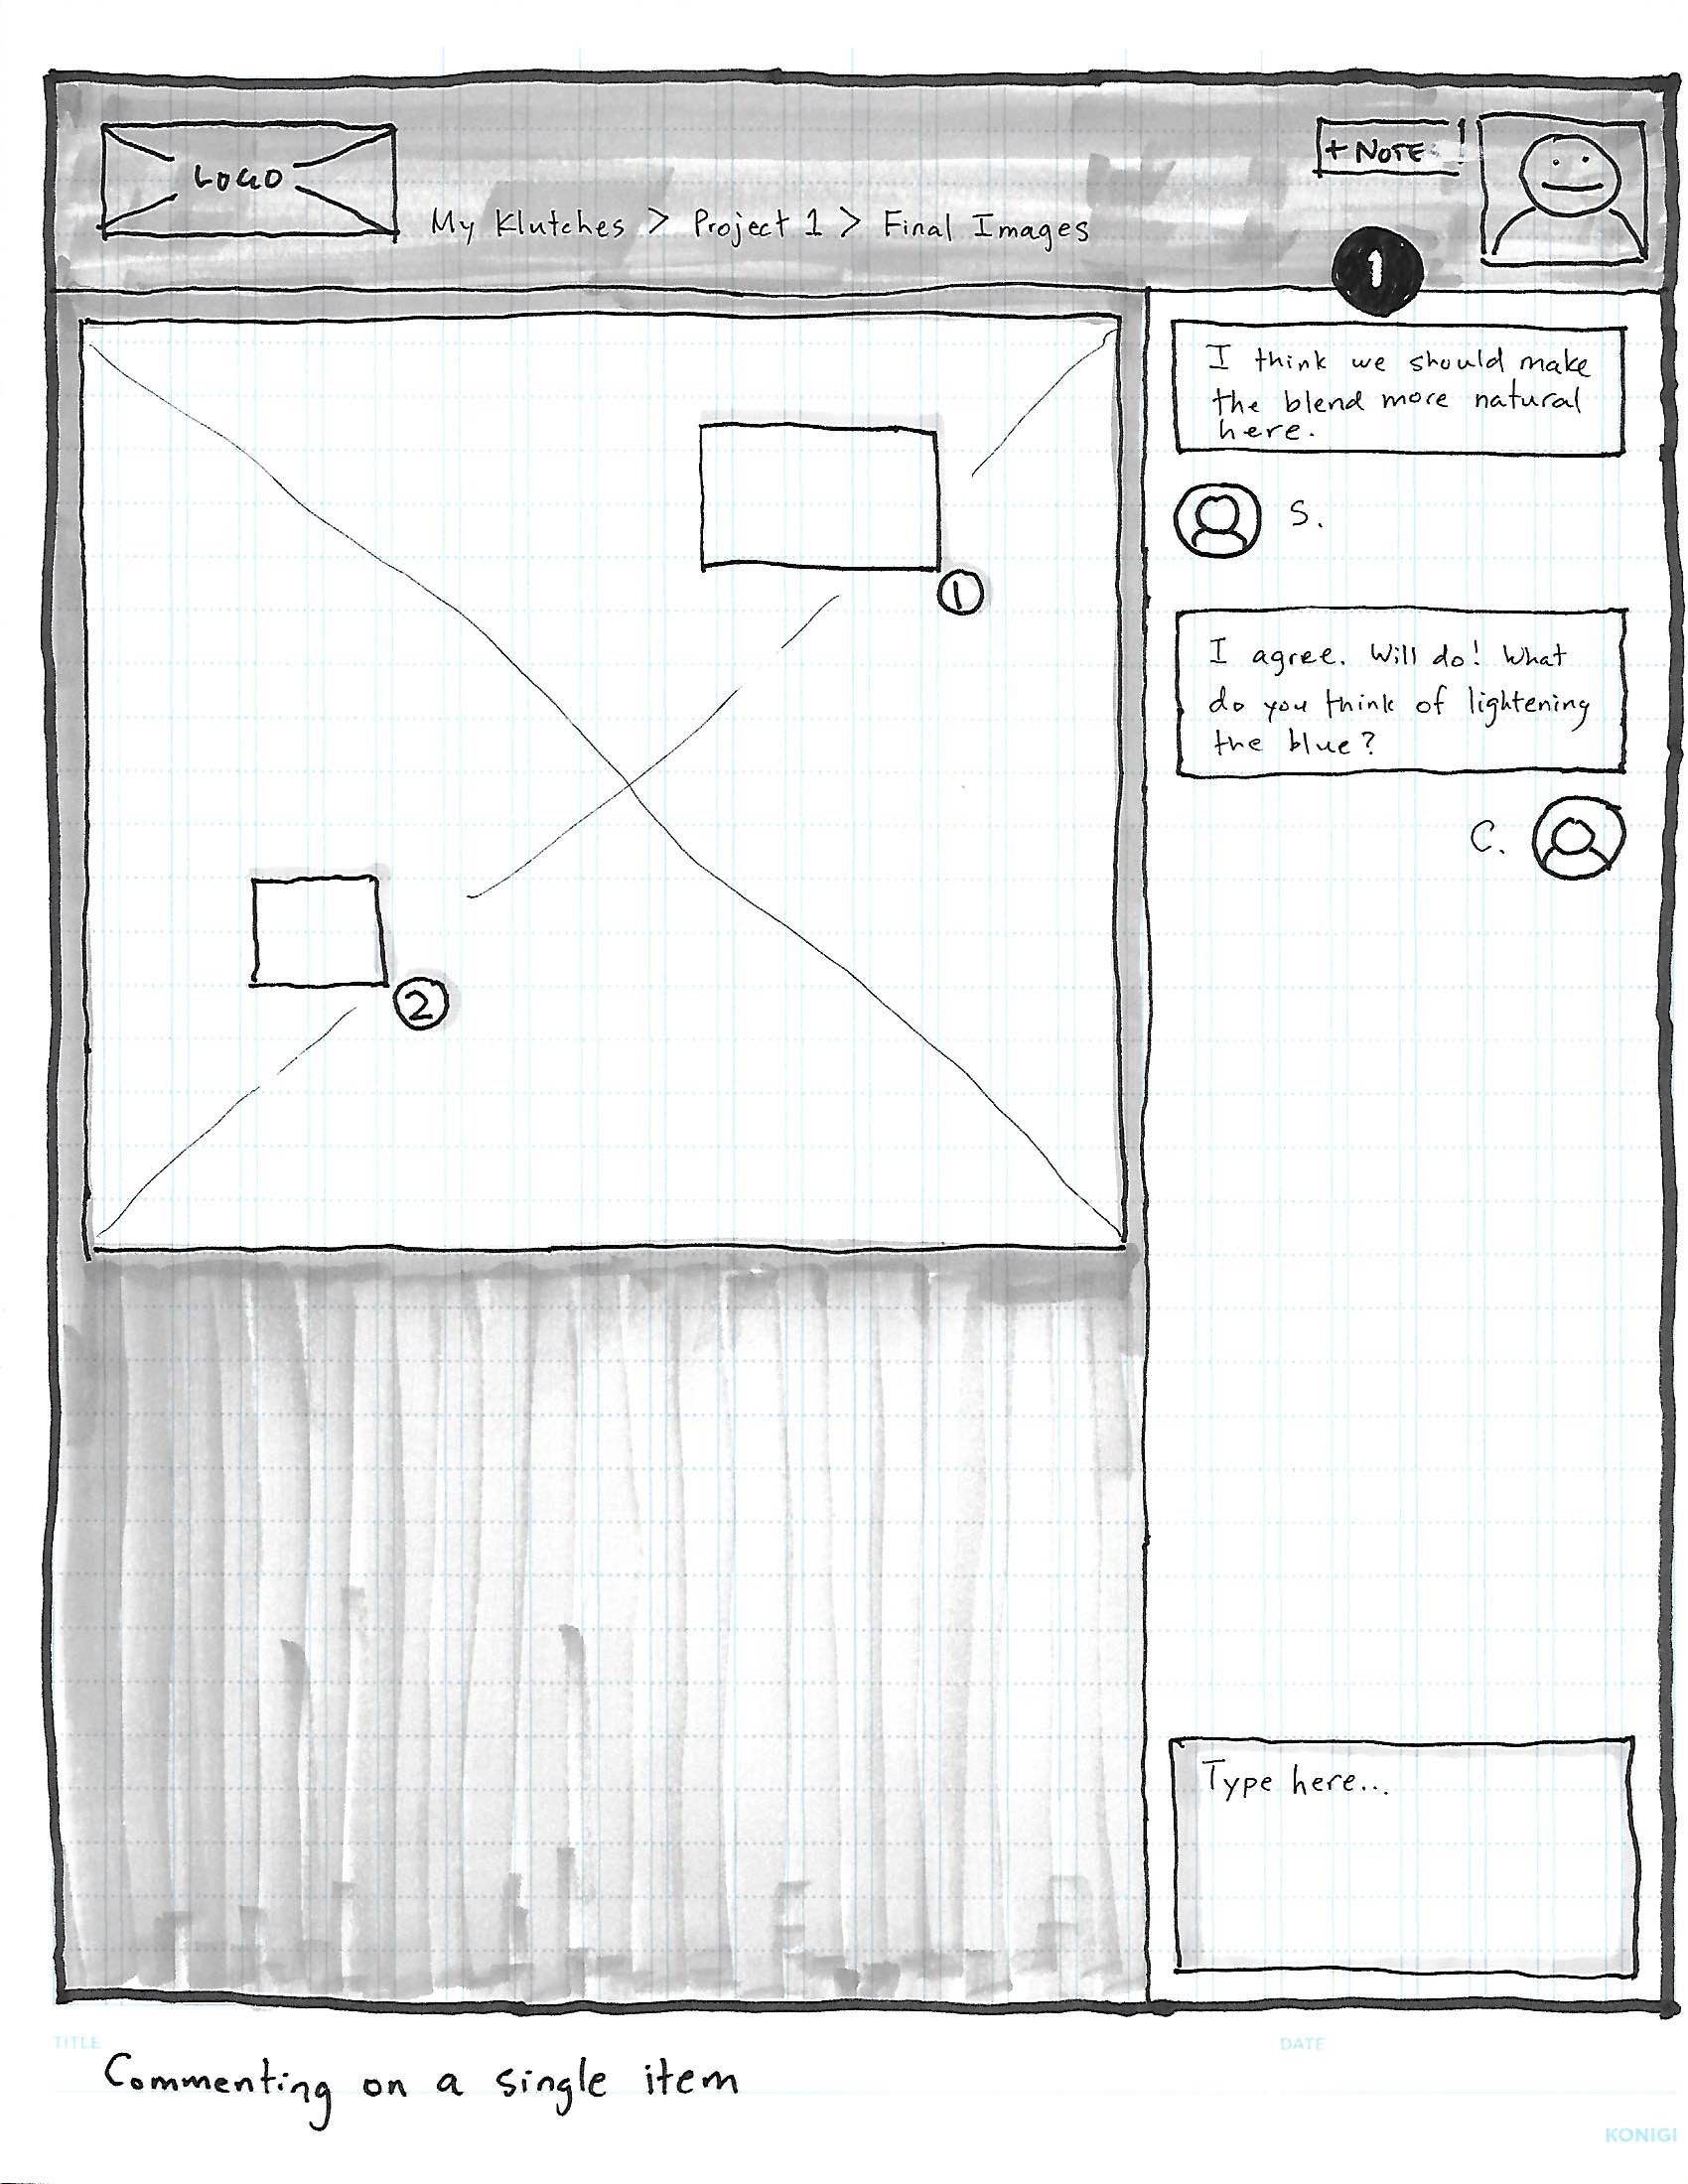 LOGO
+ NOTE
My Klutches > Project 1 > Final Images
1
I think we should make
the blend more natural
here.
S.
1
I agree. Will do! What
do you think of lightening
the blue?
C.
2
Type here...
TITLE
DATE
Commenting on a single item
KONIGI